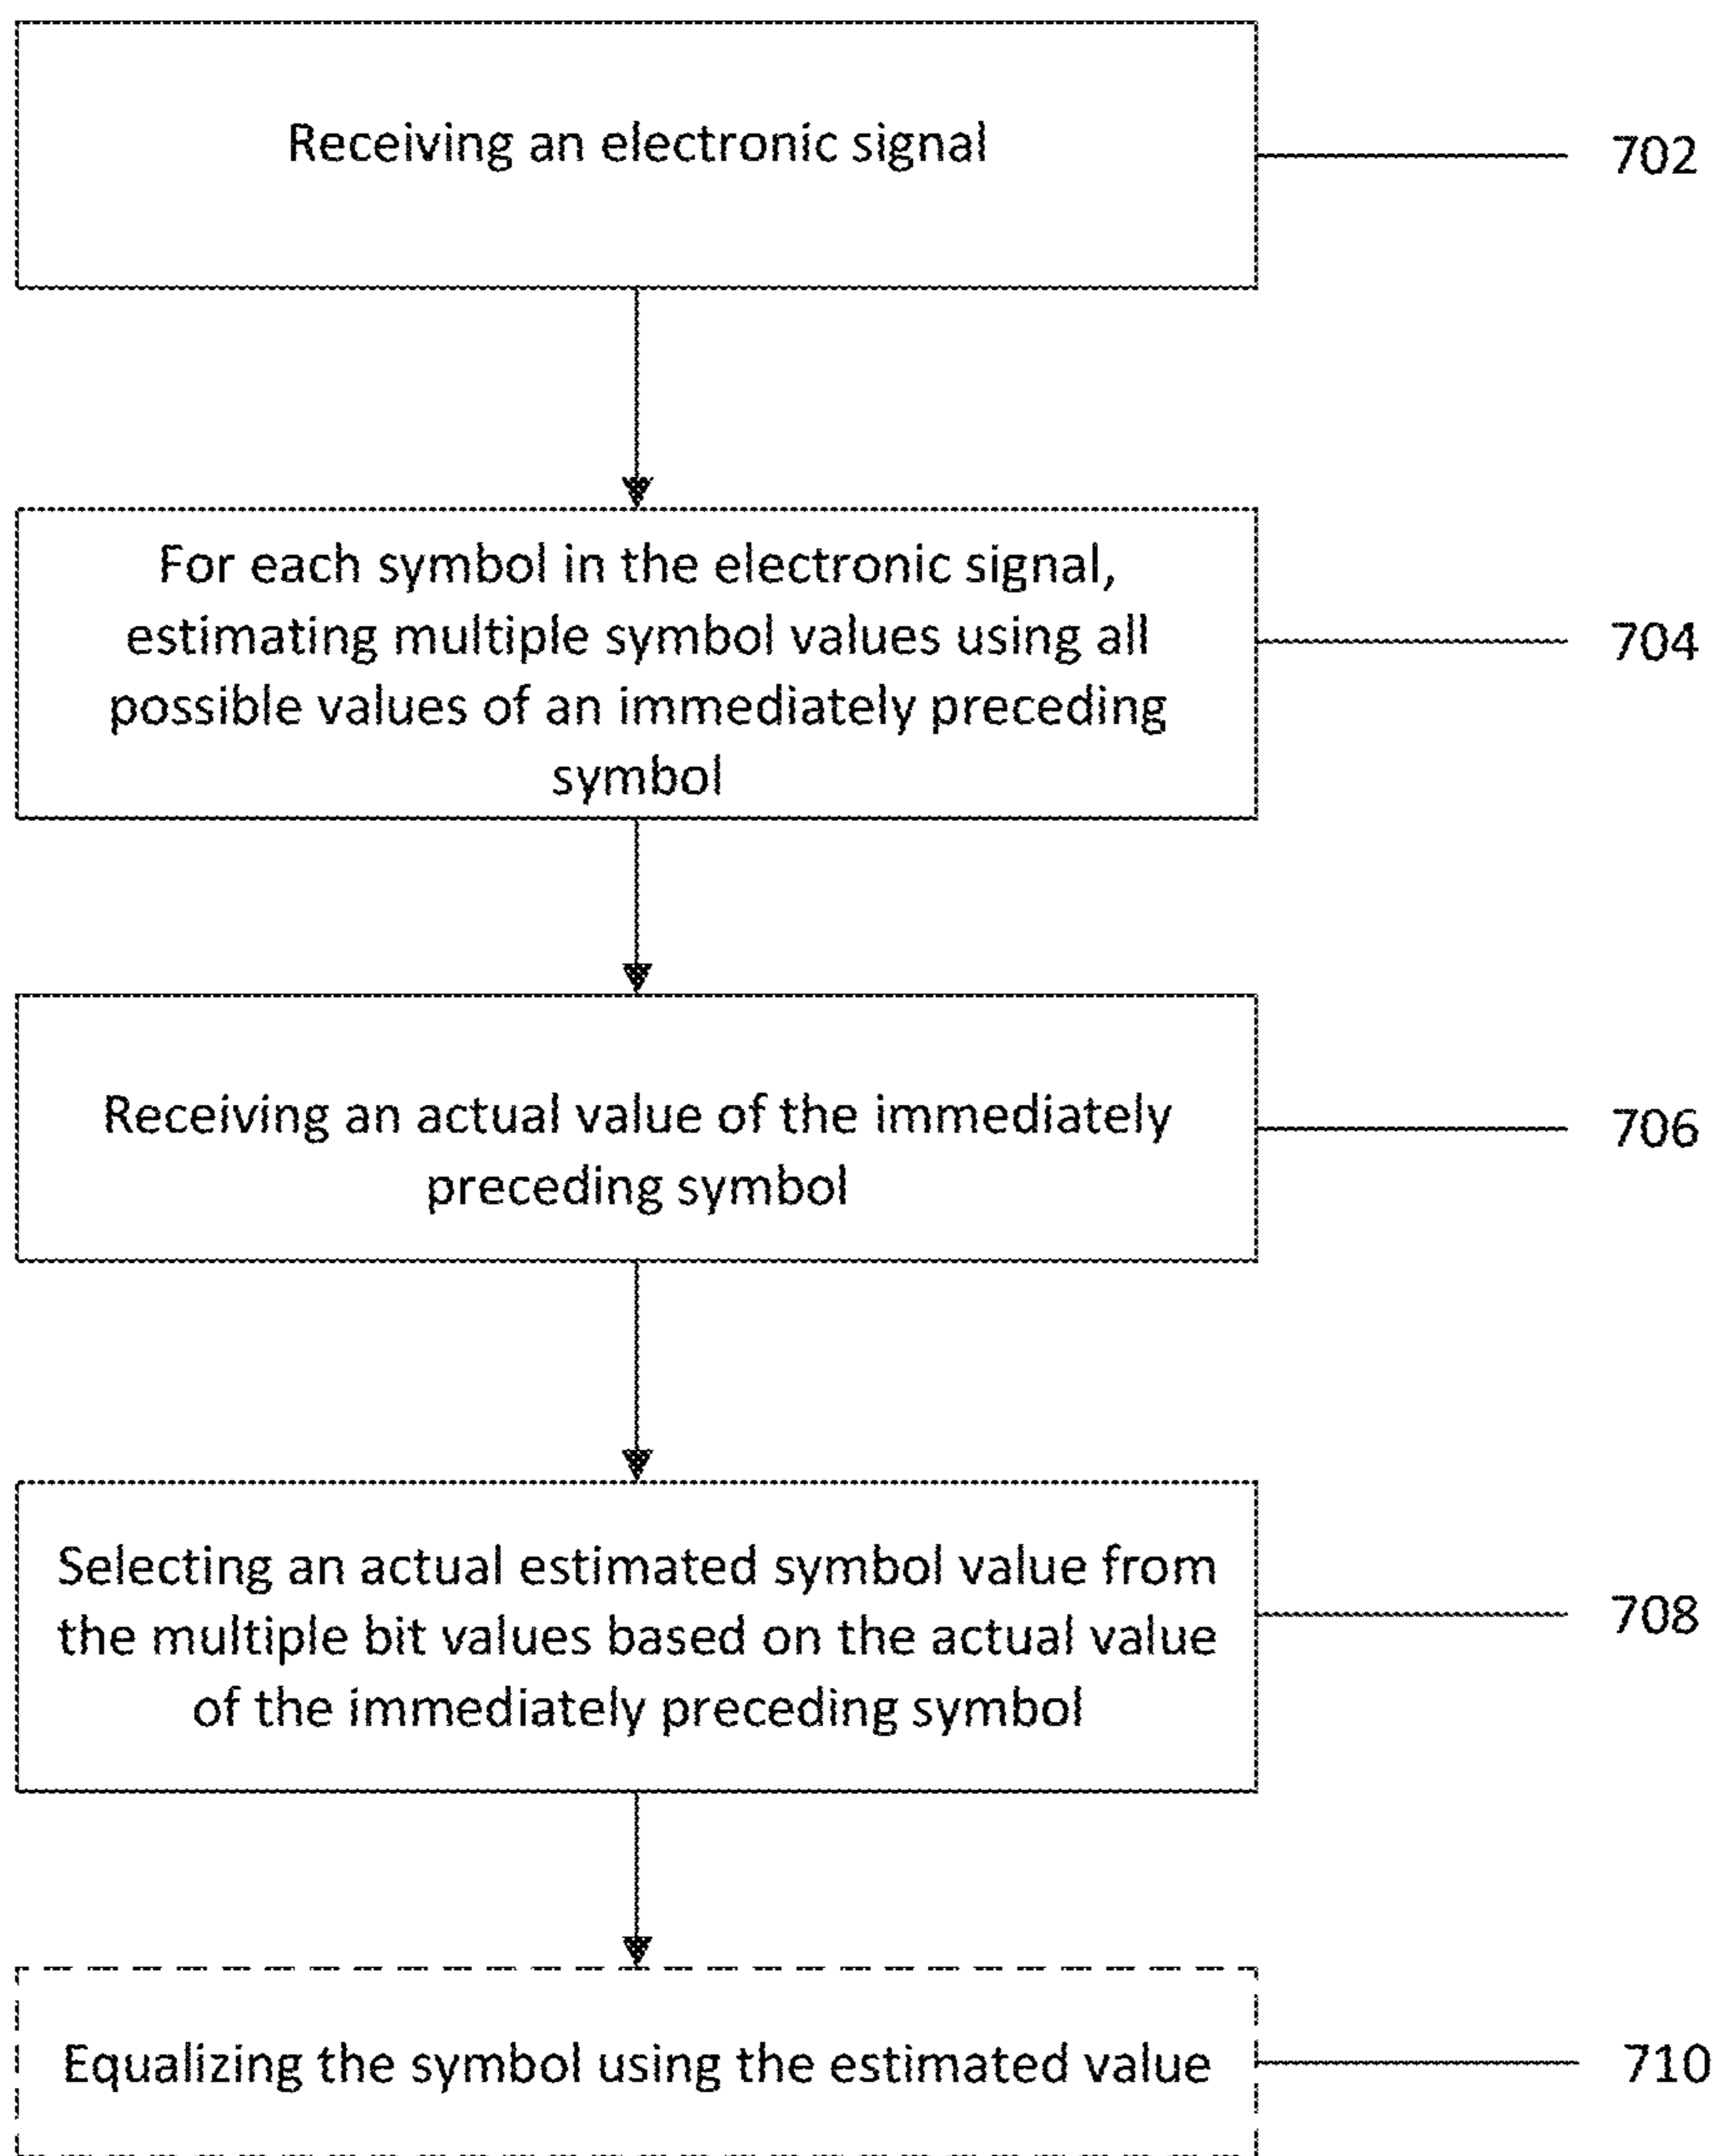 Receiving an electronic signal
702
For each symbol in the electronic signal,
estimating multiple symbol values using all
possible values of an immediately preceding
symbol
704
Receiving an actual value of the immediately
preceding symbol
706
Selecting an actual estimated symbol value from
the multiple bit values based on the actual value
of the immediately preceding symbol
708
Equalizing the symbol using the estimated value
710